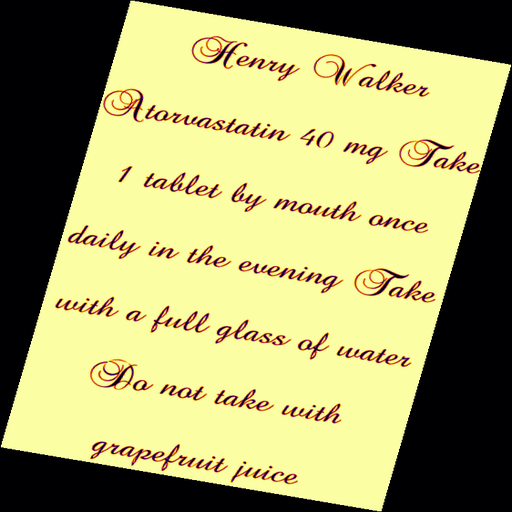 Henry Walker
Atorvastatin 40 mg Take
1 tablet by mouth once
daily in the evening Take
with a full glass of water
Do not take with
grapefruit juice